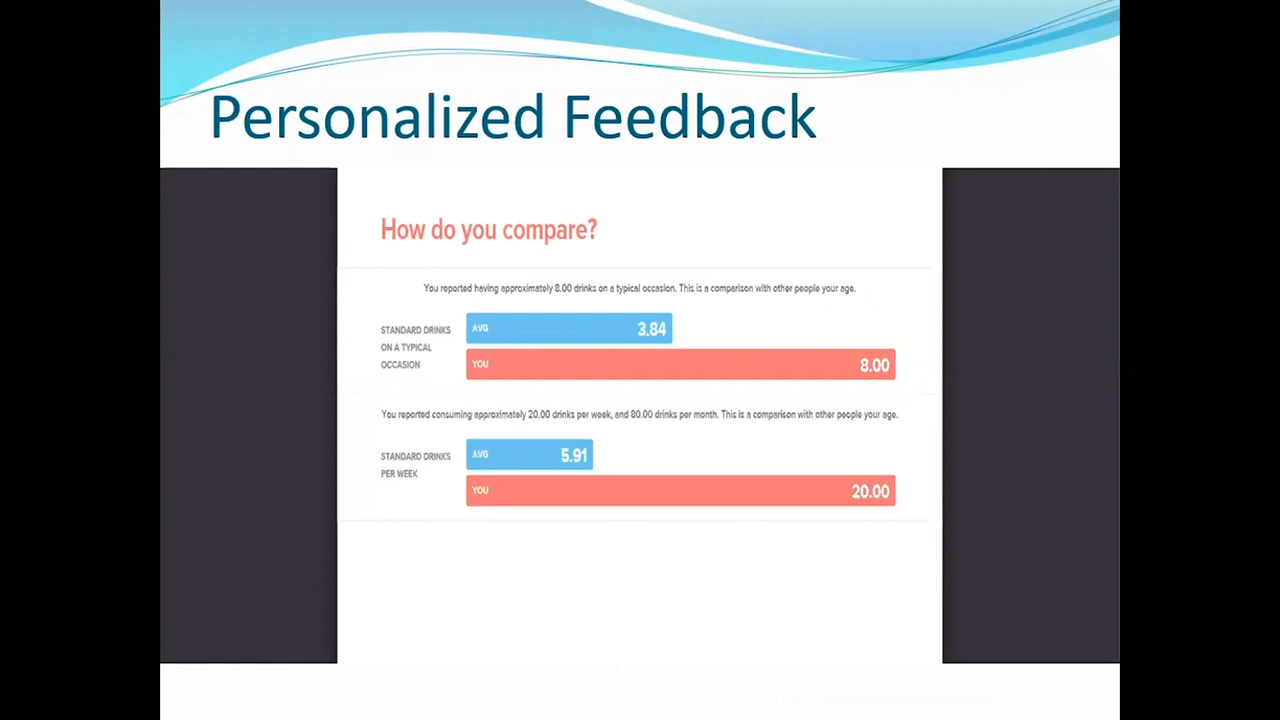 Personalized Feedback
How do you compare?
You reported having approximately 8.00 drinks on a typical occasion. This is a comparison with other people your age.
STANDARD DRINKS
ON A TYPICAL
OCCASION
AVG 3.84
YOU 8.00
You reported consuming approximately 20.00 drinks per week, and 80.00 drinks per month. This is a comparison with other people your age.
STANDARD DRINKS
PER WEEK
AVG 5.91
YOU 20.00